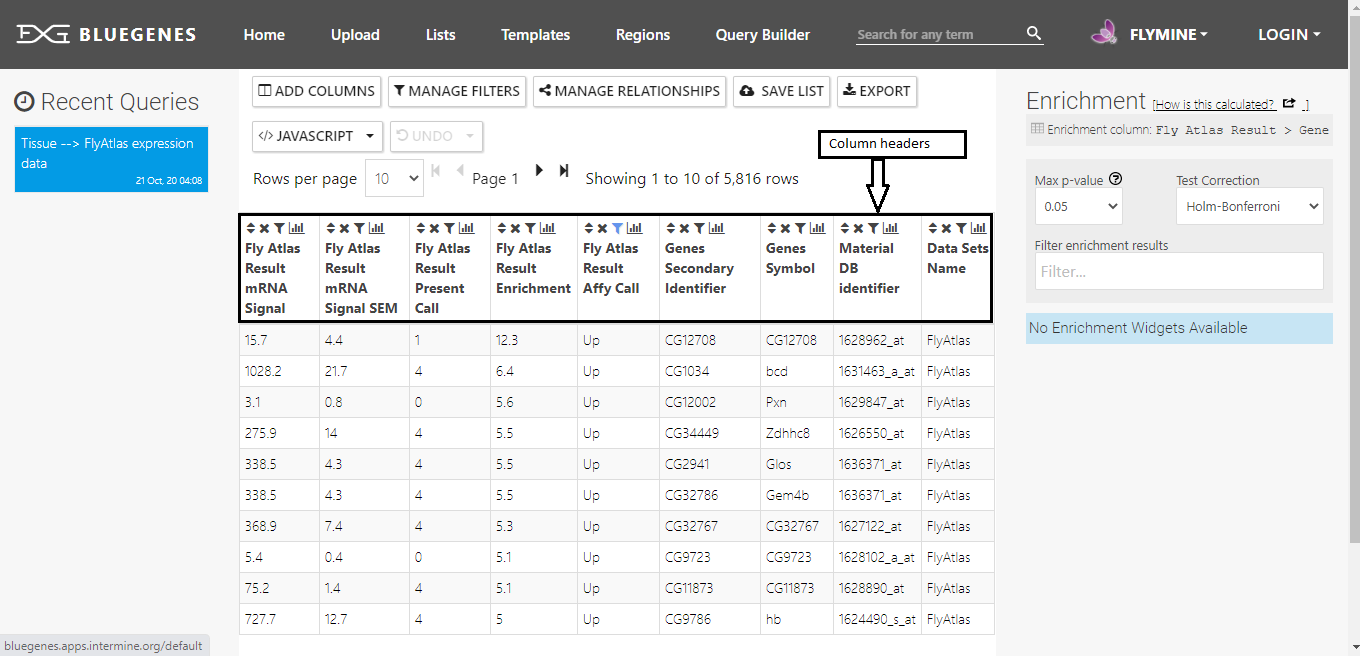 BLUEGENES
Home
Upload
Lists
Templates
Regions
Query Builder
Search for any term
FLYMINE
LOGIN
Recent Queries
Tissue --> FlyAtlas expression
data
21 Oct, 20 04:08
ADD COLUMNS
MANAGE FILTERS
MANAGE RELATIONSHIPS
SAVE LIST
EXPORT
</> JAVASCRIPT
UNDO
Column headers
Rows per page
10
Page 1
Showing 1 to 10 of 5,816 rows
Fly Atlas
Result
mRNA
Signal
Fly Atlas
Result
mRNA
Signal SEM
Fly Atlas
Result
Present
Call
Fly Atlas
Result
Enrichment
Fly Atlas
Result
Affy Call
Genes
Secondary
Identifier
Genes
Symbol
Material
DB
identifier
Data Sets
Name
15.7 4.4 1 12.3 Up CG12708 CG12708 1628962_at FlyAtlas
1028.2 21.7 4 6.4 Up CG1034 bcd 1631463_a_at FlyAtlas
3.1 0.8 0 5.6 Up CG12002 Pxn 1629847_at FlyAtlas
275.9 14 4 5.5 Up CG34449 Zdhhc8 1626550_at FlyAtlas
338.5 4.3 4 5.5 Up CG2941 Glos 1636371_at FlyAtlas
338.5 4.3 4 5.5 Up CG32786 Gem4b 1636371_at FlyAtlas
368.9 7.4 4 5.3 Up CG32767 CG32767 1627122_at FlyAtlas
5.4 0.4 0 5.1 Up CG9723 CG9723 1628102_a_at FlyAtlas
75.2 1.4 4 5.1 Up CG11873 CG11873 1628890_at FlyAtlas
727.7 12.7 4 5 Up CG9786 hb 1624490_s_at FlyAtlas
Enrichment [How is this calculated? ]
Enrichment column: Fly Atlas Result > Gene
Max p-value
0.05
Test Correction
Holm-Bonferroni
Filter enrichment results
Filter...
No Enrichment Widgets Available
bluegenes.apps.intermine.org/default